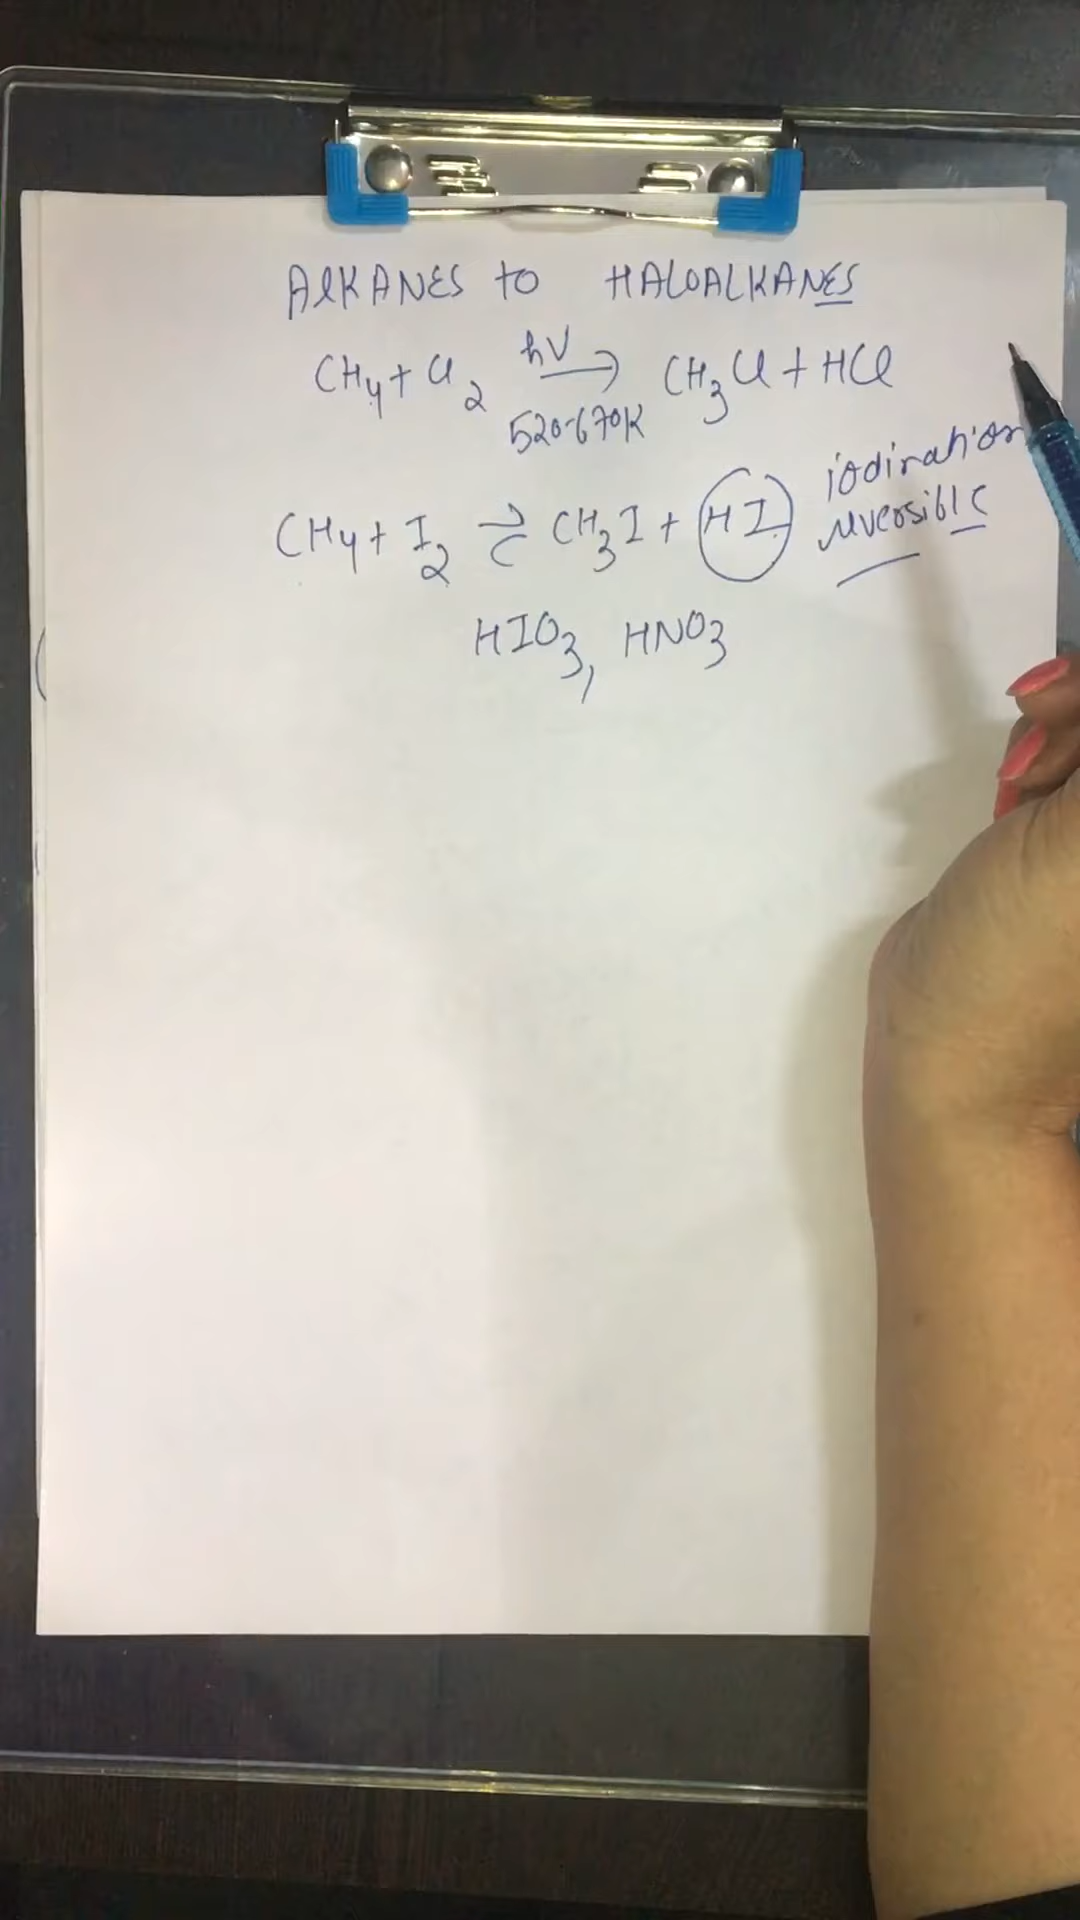 ALKANES to HALOALKANES
CH4 + Cl2 hν → CH3Cl + HCl
520-670K
CH4 + I2 ⇌ CH3I + HI iodination
reversible
HIO3, HNO3